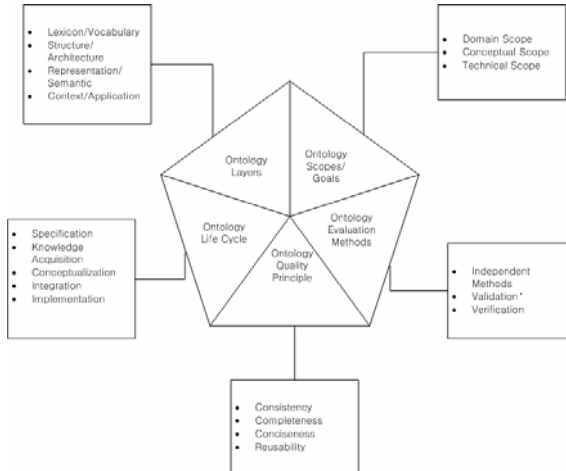 Lexicon/Vocabulary
Structure/
Architecture
Representation/
Semantic
Context/Application
Domain Scope
Conceptual Scope
Technical Scope
Ontology
Layers
Ontology
Scopes/
Goals
Ontology
Life Cycle
Ontology
Evaluation
Methods
Ontology
Quality
Principle
Specification
Knowledge
Acquisition
Conceptualization
Integration
Implementation
Independent
Methods
Validation*
Verification
Consistency
Completeness
Conciseness
Reusability